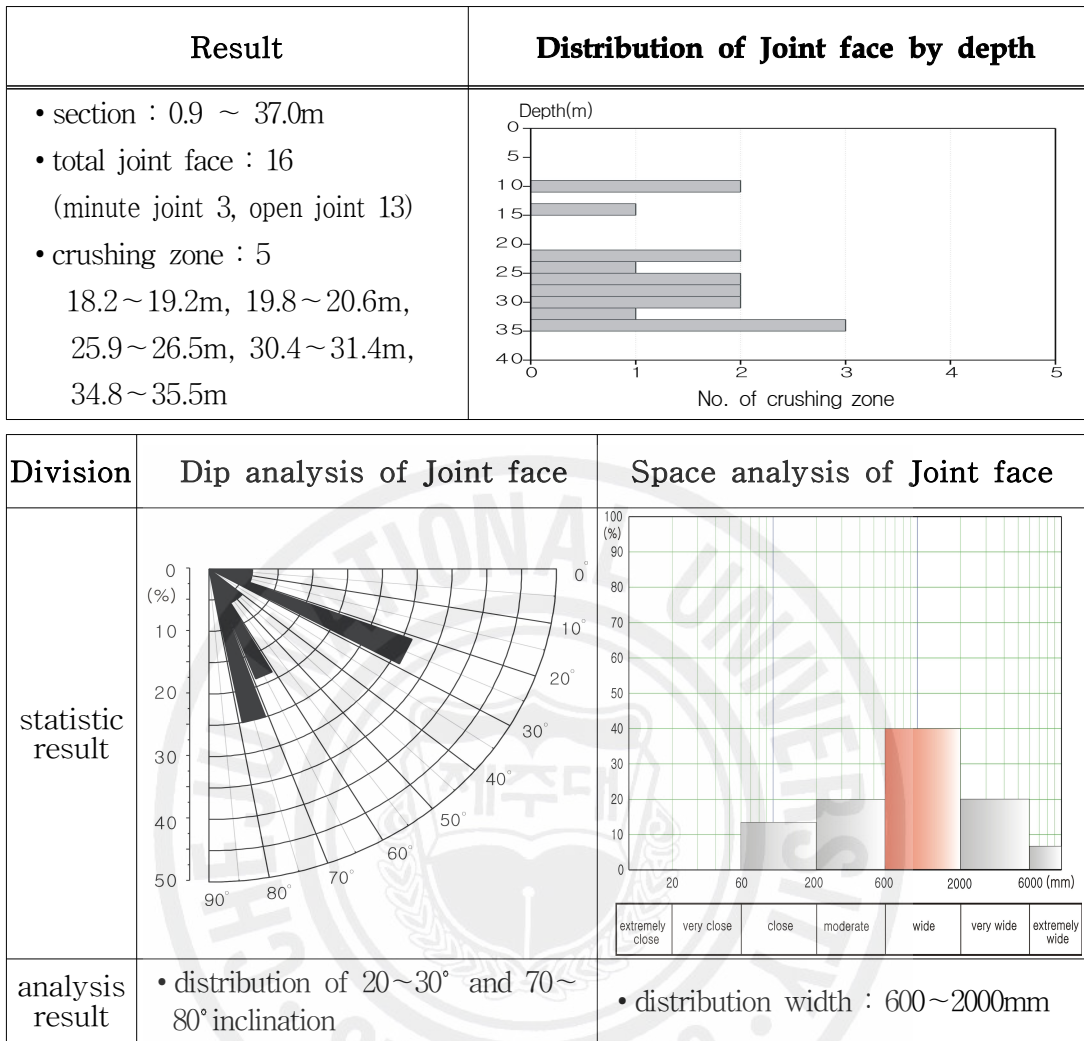 Result
Distribution of Joint face by depth
• section : 0.9 ~ 37.0m
• total joint face : 16
(minute joint 3, open joint 13)
• crushing zone : 5
18.2~19.2m, 19.8~20.6m,
25.9~26.5m, 30.4~31.4m,
34.8~35.5m
Depth(m)
0
5
10
15
20
25
30
35
40
0 1 2 3 4 5
No. of crushing zone
Division
Dip analysis of Joint face
Space analysis of Joint face
statistic
result
0
(%)
10
20
30
40
50
0°
10°
20°
30°
40°
50°
60°
70°
80°
90°
100
(%)
90
80
70
60
50
40
30
20
10
0
20 60 200 600 2000 6000 (mm)
extremely
close
very close
close
moderate
wide
very wide
extremely
wide
analysis
result
• distribution of 20~30° and 70~
80° inclination
• distribution width : 600~2000mm
JEJU NATIONAL UNIVERSITY
제주대